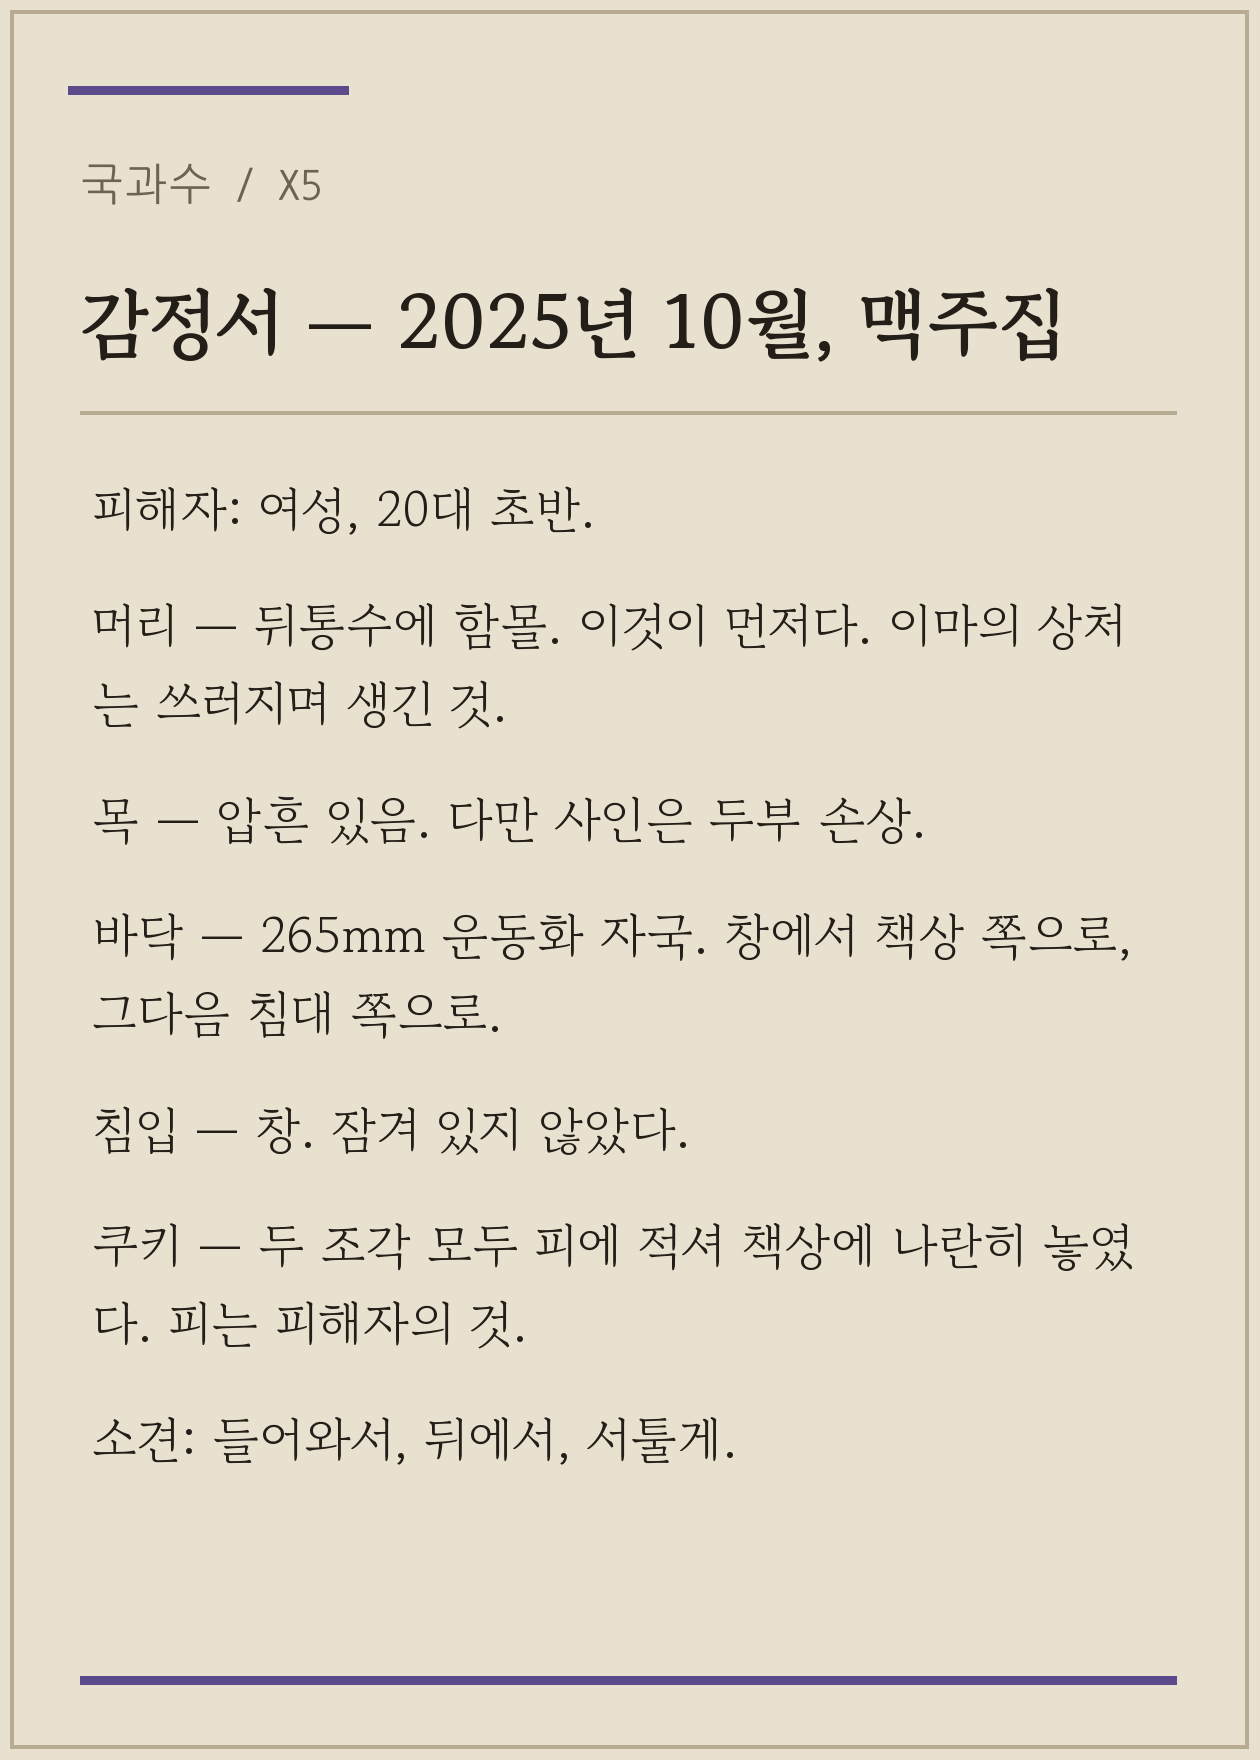 국과수 / X5
감정서 — 2025년 10월, 맥주집
피해자: 여성, 20대 초반.
머리 — 뒤통수에 함몰. 이것이 먼저다. 이마의 상처
는 쓰러지며 생긴 것.
목 — 압흔 있음. 다만 사인은 두부 손상.
바닥 — 265mm 운동화 자국. 창에서 책상 쪽으로,
그다음 침대 쪽으로.
침입 — 창. 잠겨 있지 않았다.
쿠키 — 두 조각 모두 피에 적셔 책상에 나란히 놓였
다. 피는 피해자의 것.
소견: 들어와서, 뒤에서, 서툴게.